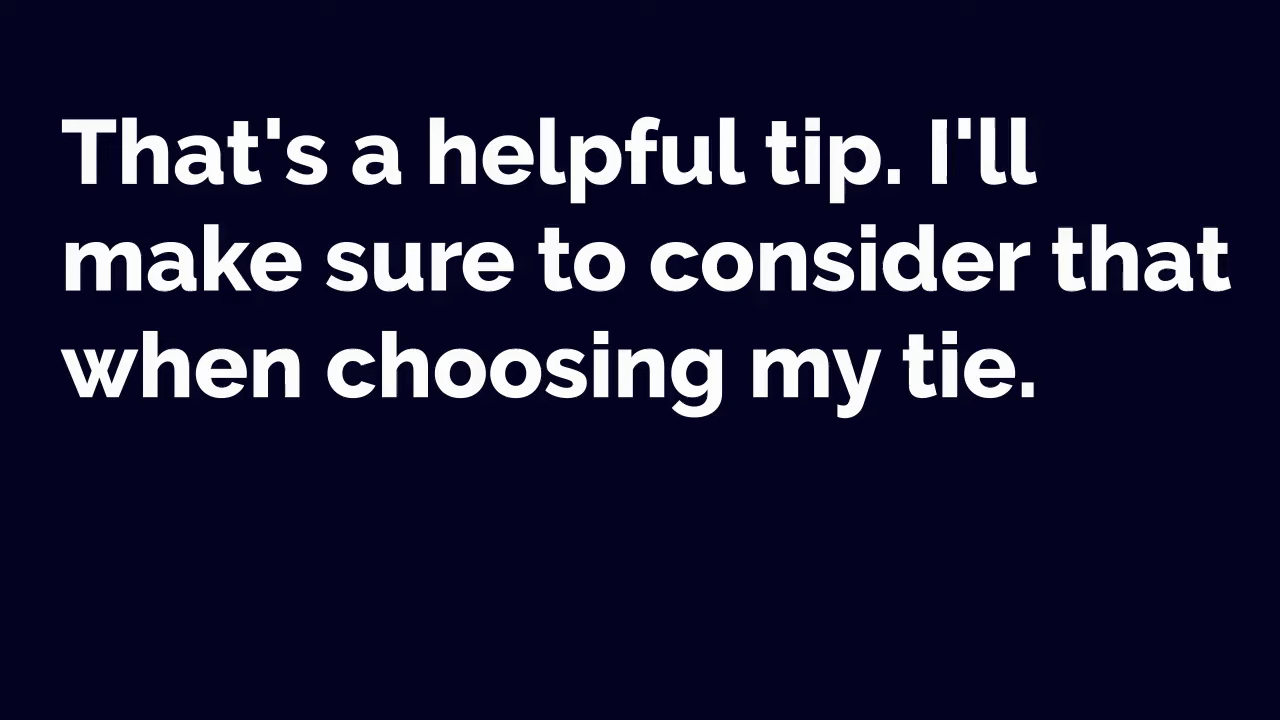 That's a helpful tip. I'll
make sure to consider that
when choosing my tie.